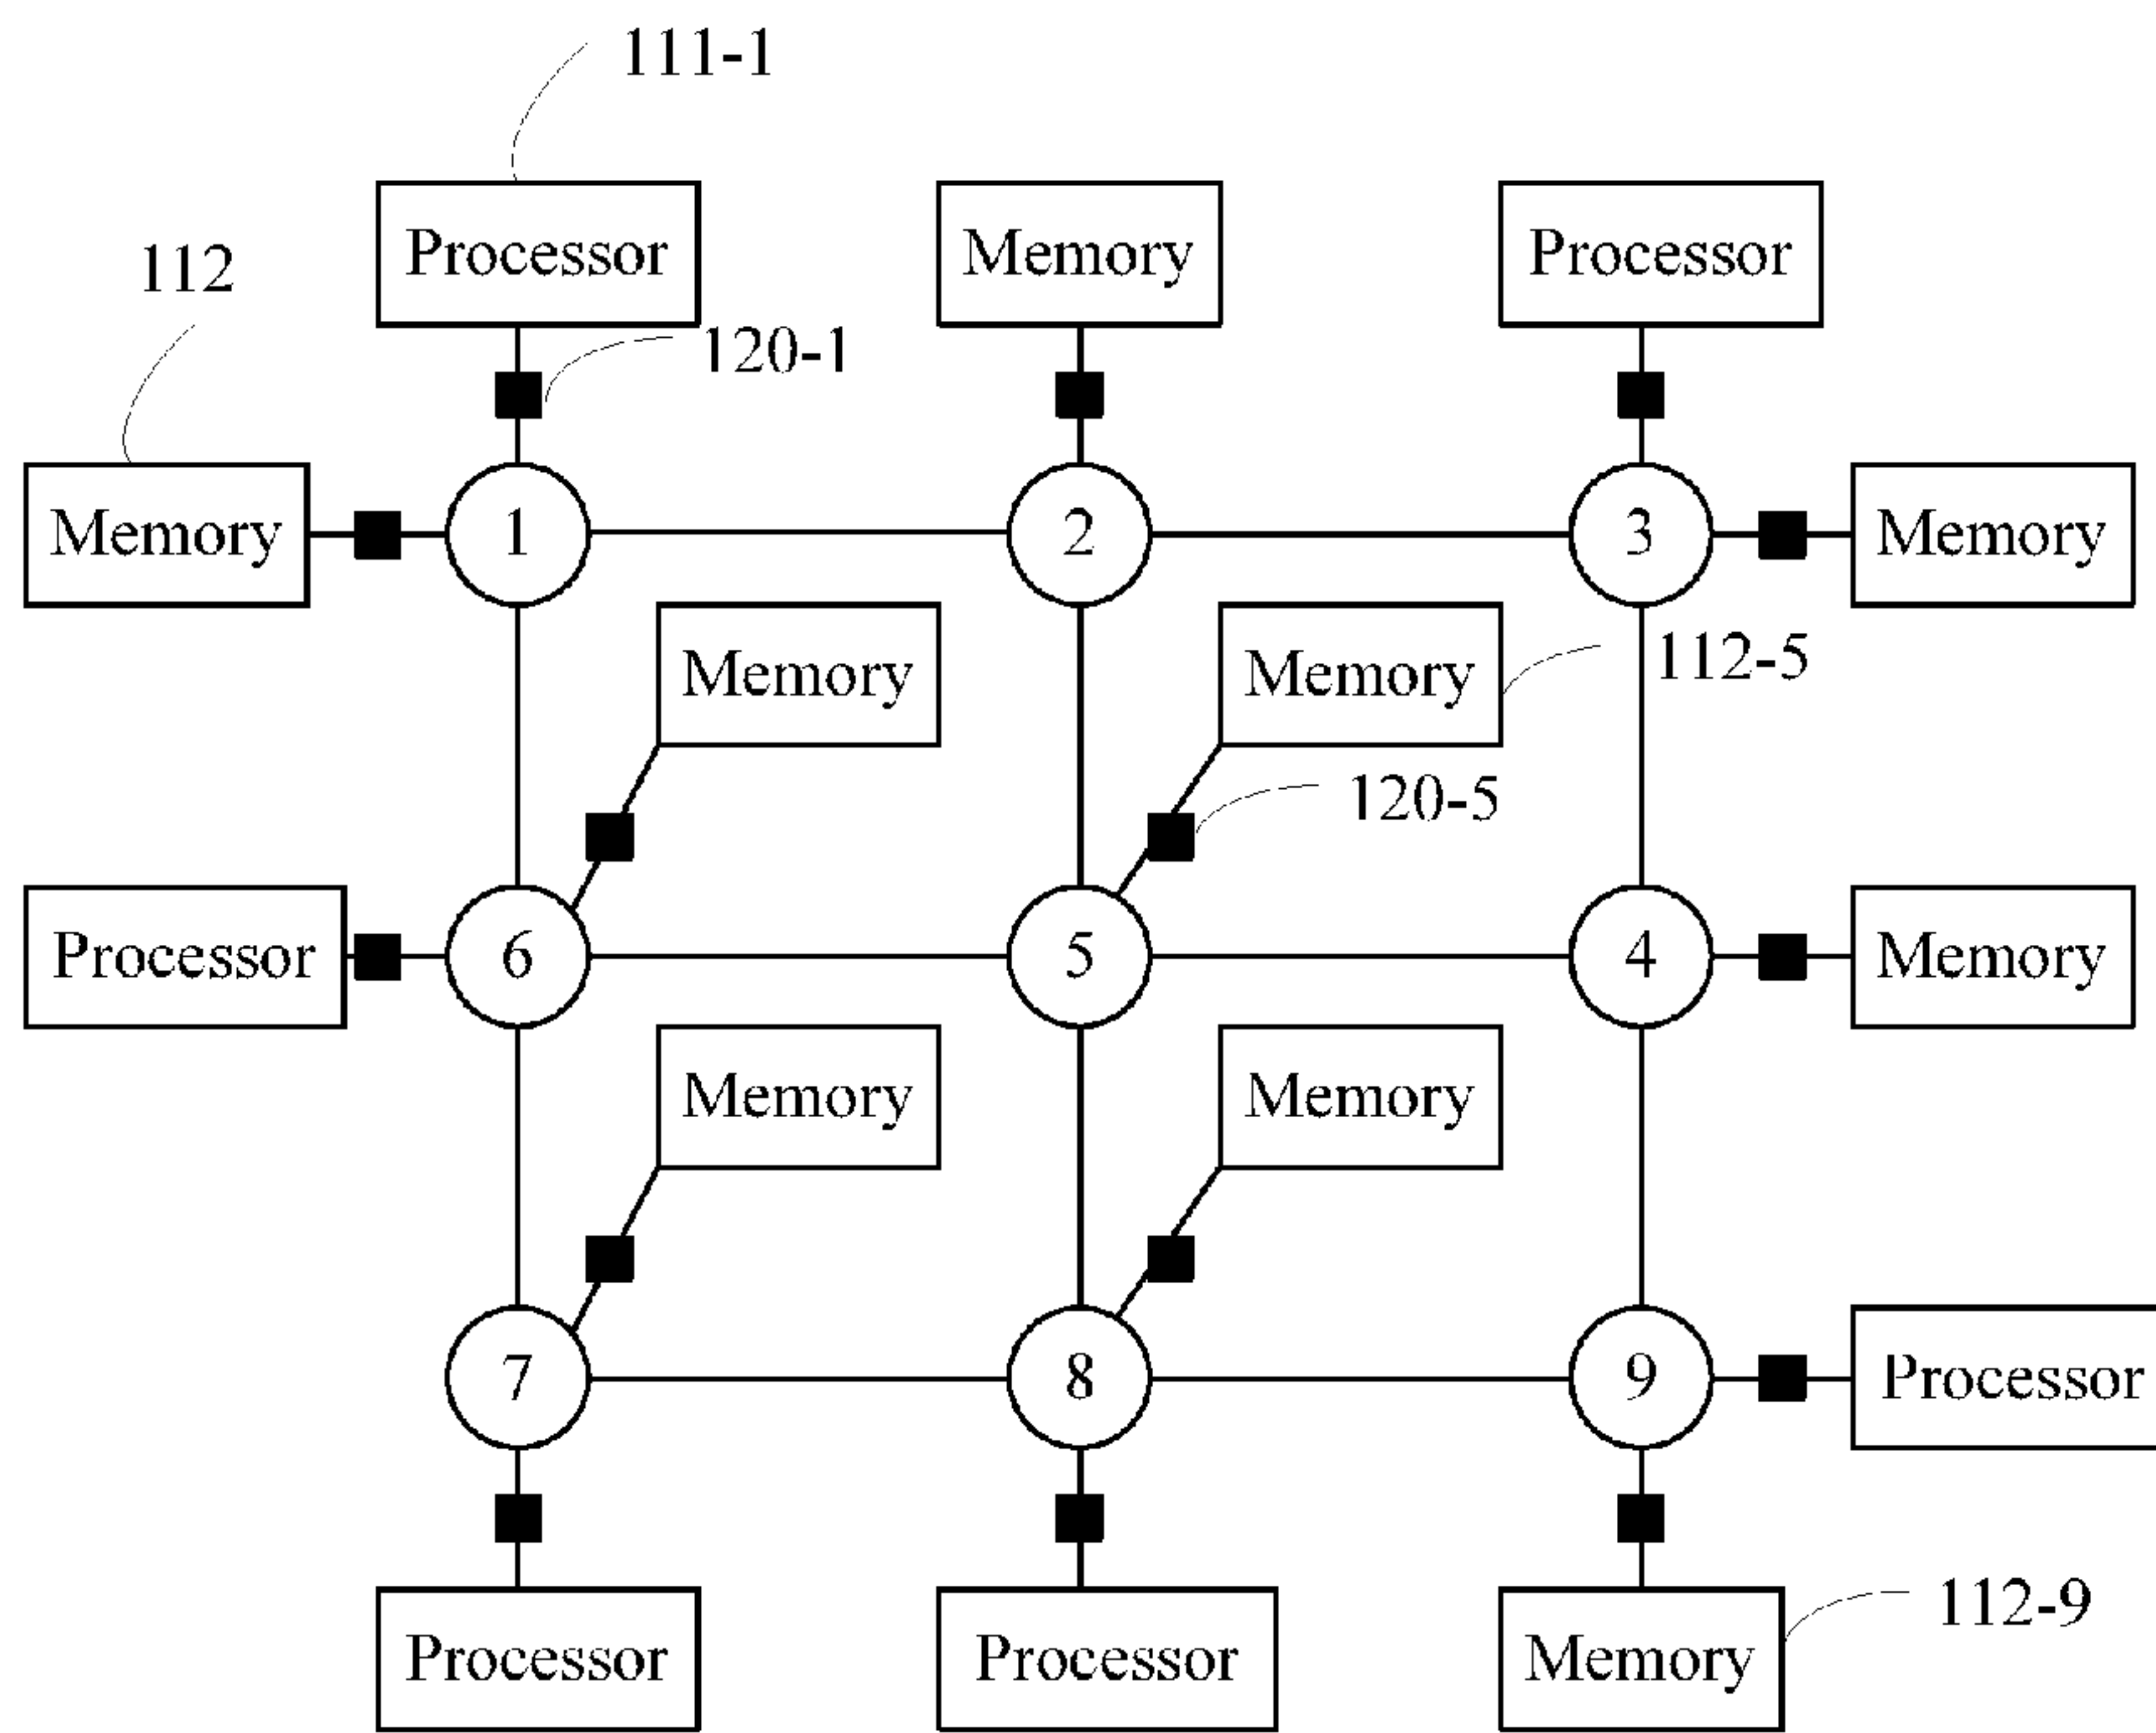 111-1
Processor
Memory
Processor
112
120-1
Memory
1
2
3
Memory
Memory
Memory
112-5
120-5
Processor
6
5
4
Memory
Memory
Memory
7
8
9
Processor
Processor
Processor
Memory
112-9